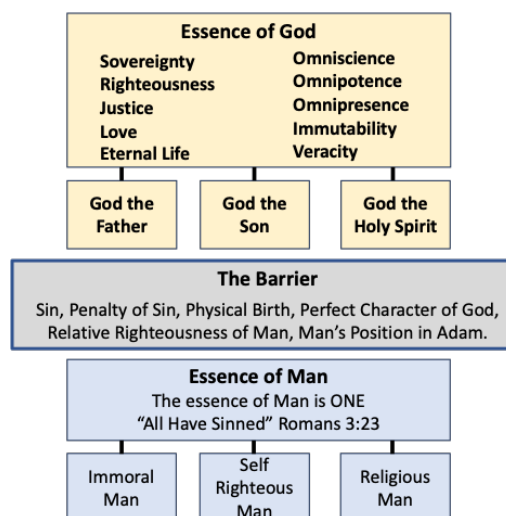 Essence of God
Sovereignty
Righteousness
Justice
Love
Eternal Life
Omniscience
Omnipotence
Omnipresence
Immutability
Veracity
God the
Father
God the
Son
God the
Holy Spirit
The Barrier
Sin, Penalty of Sin, Physical Birth, Perfect Character of God,
Relative Righteousness of Man, Man’s Position in Adam.
Essence of Man
The essence of Man is ONE
“All Have Sinned” Romans 3:23
Immoral
Man
Self
Righteous
Man
Religious
Man